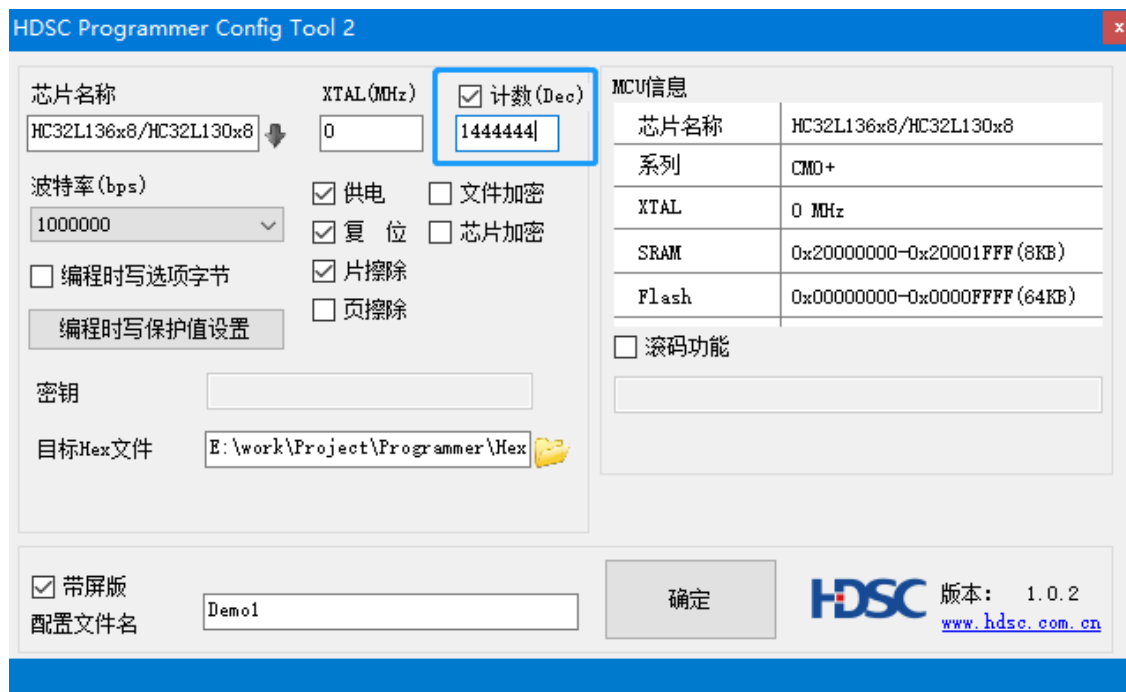 HDSC Programmer Config Tool 2
x
芯片名称
XTAL(MHz)
计数(Dec)
HC32L136x8/HC32L130x8
0
1444444
波特率(bps)
1000000
供电
文件加密
复 位
芯片加密
编程时写选项字节
片擦除
页擦除
编程时写保护值设置
密钥
目标Hex文件
E:\work\Project\Programmer\Hex
MCU信息
芯片名称 HC32L136x8/HC32L130x8
系列 CM0+
XTAL 0 MHz
SRAM 0x20000000-0x20001FFF(8KB)
Flash 0x00000000-0x0000FFFF(64KB)
滚码功能
带屏版
配置文件名
Demo1
确定
HDSC
版本: 1.0.2
www.hdsc.com.cn